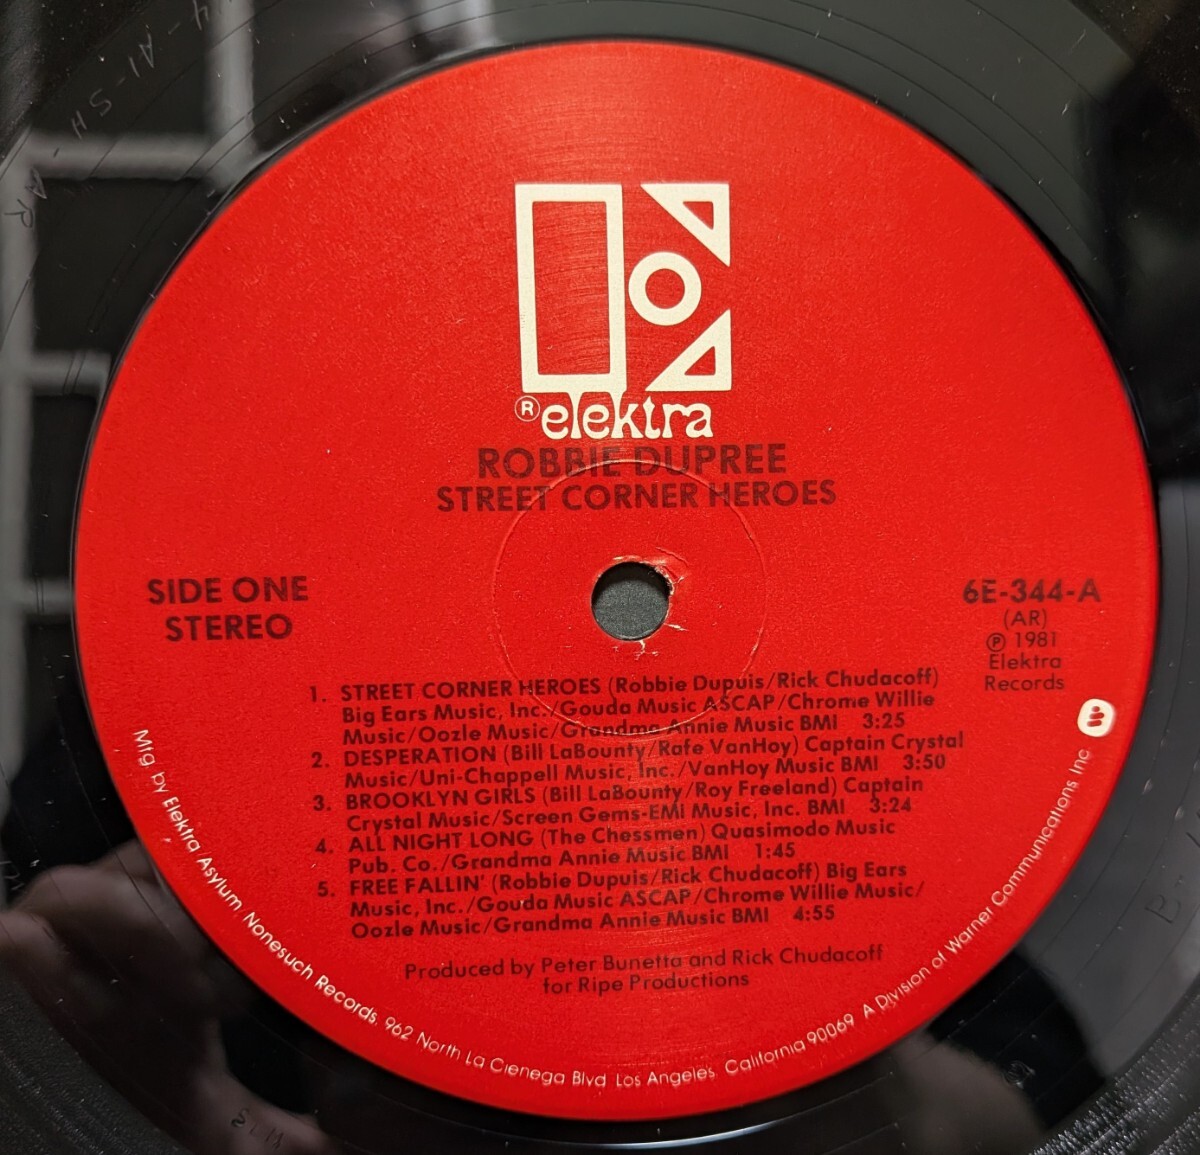 ® elektra
ROBBIE DUPREE
STREET CORNER HEROES
SIDE ONE
STEREO
6E-344-A
(AR)
Ⓟ 1981
Elektra
Records
1. STREET CORNER HEROES (Robbie Dupuis/Rick Chudacoff)
Big Ears Music, Inc./Gouda Music ASCAP/Chrome Willie
Music/Oozle Music/Grandma Annie Music BMI 3:25
2. DESPERATION (Bill LaBounty/Rafe VanHoy) Captain Crystal
Music/Uni-Chappell Music, Inc./VanHoy Music BMI 3:50
3. BROOKLYN GIRLS (Bill LaBounty/Roy Freeland) Captain
Crystal Music/Screen Gems-EMI Music, Inc. BMI 3:24
4. ALL NIGHT LONG (The Chessmen) Quasimodo Music
Pub. Co./Grandma Annie Music BMI 1:45
5. FREE FALLIN' (Robbie Dupuis/Rick Chudacoff) Big Ears
Music, Inc./Gouda Music ASCAP/Chrome Willie Music/
Oozle Music/Grandma Annie Music BMI 4:55
Produced by Peter Bunetta and Rick Chudacoff
for Ripe Productions
Mfg. by Elektra/Asylum/Nonesuch Records, 962 North La Cienega Blvd. Los Angeles, California 90069 A Division of Warner Communications Inc
A1-SH-AR